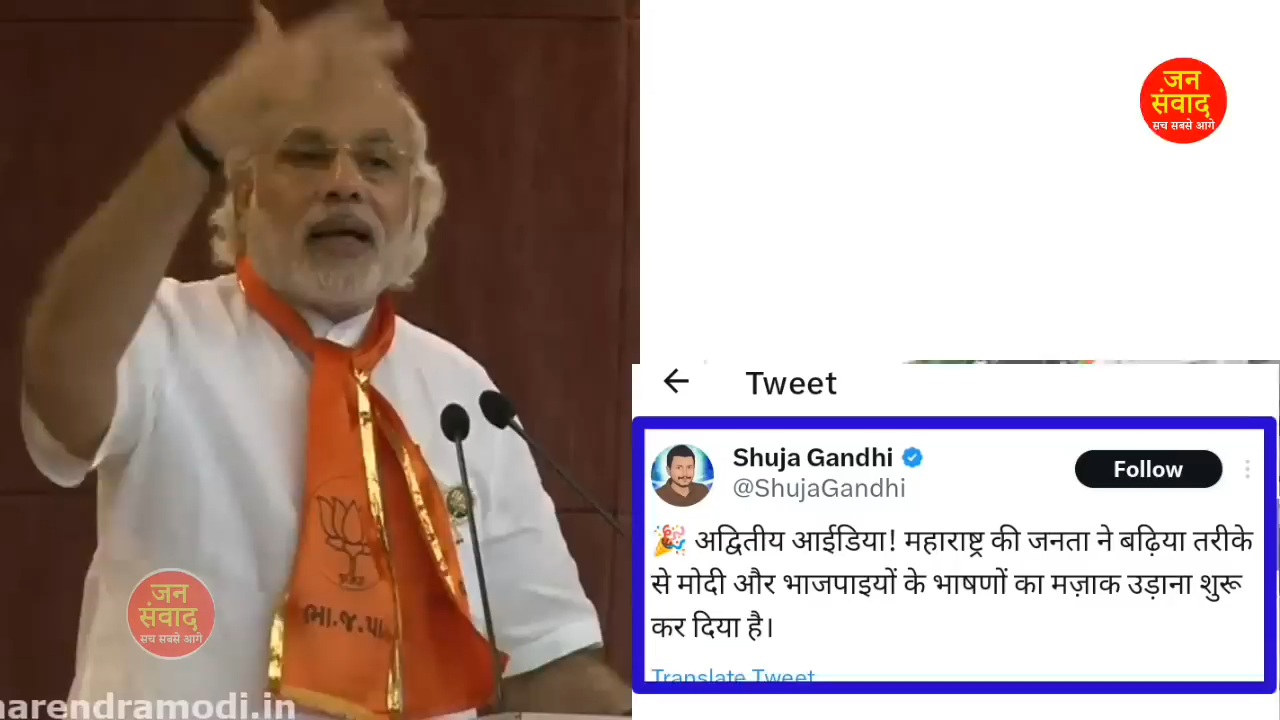 जन
संवाद
सच सबसे आगे
Tweet
Shuja Gandhi
@ShujaGandhi
Follow
🎉 अद्वितीय आईडिया! महाराष्ट्र की जनता ने बढ़िया तरीके
से मोदी और भाजपाइयों के भाषणों का मज़ाक उड़ाना शुरू
कर दिया है।
Translate Tweet
ભા.જ.પા
जन
संवाद
सच सबसे आगे
narendramodi.in